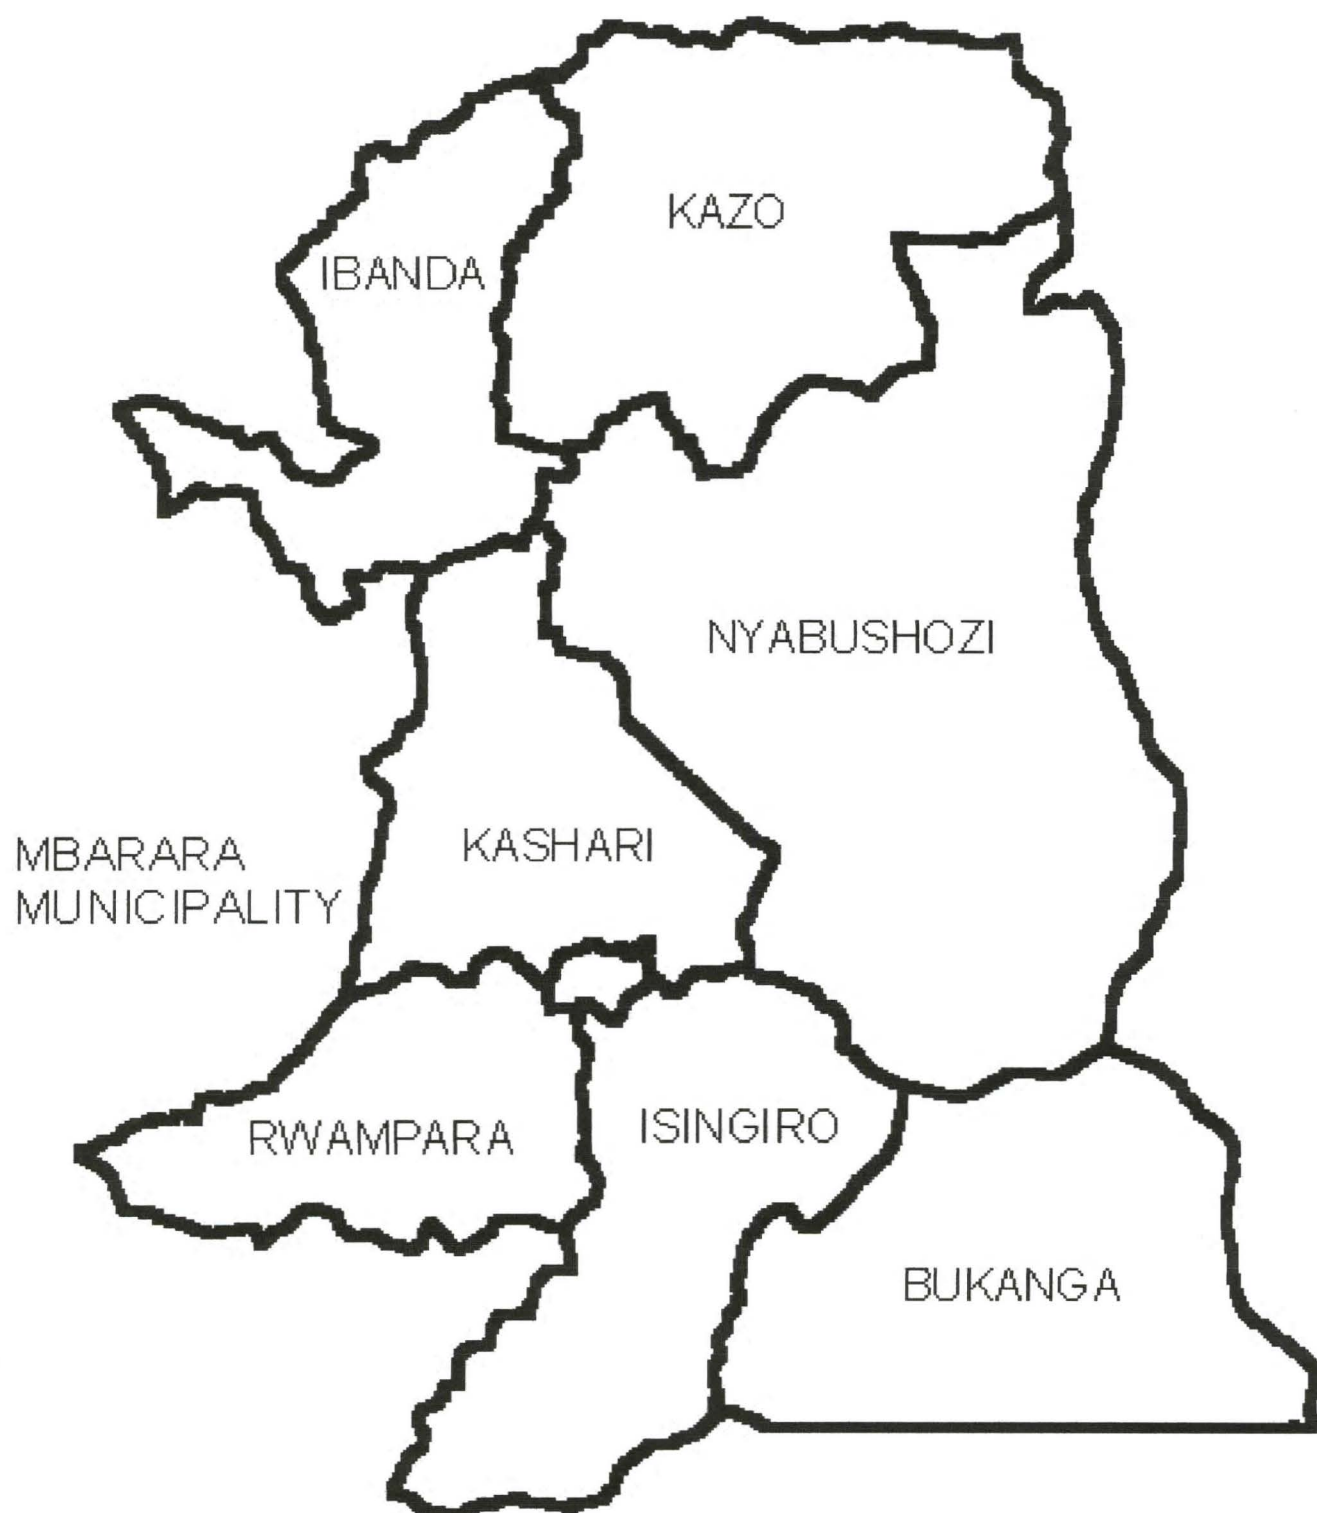 KAZO
IBANDA
NYABUSHOZI
KASHARI
MBARARA
MUNICIPALITY
RWAMPARA
ISINGIRO
BUKANGA